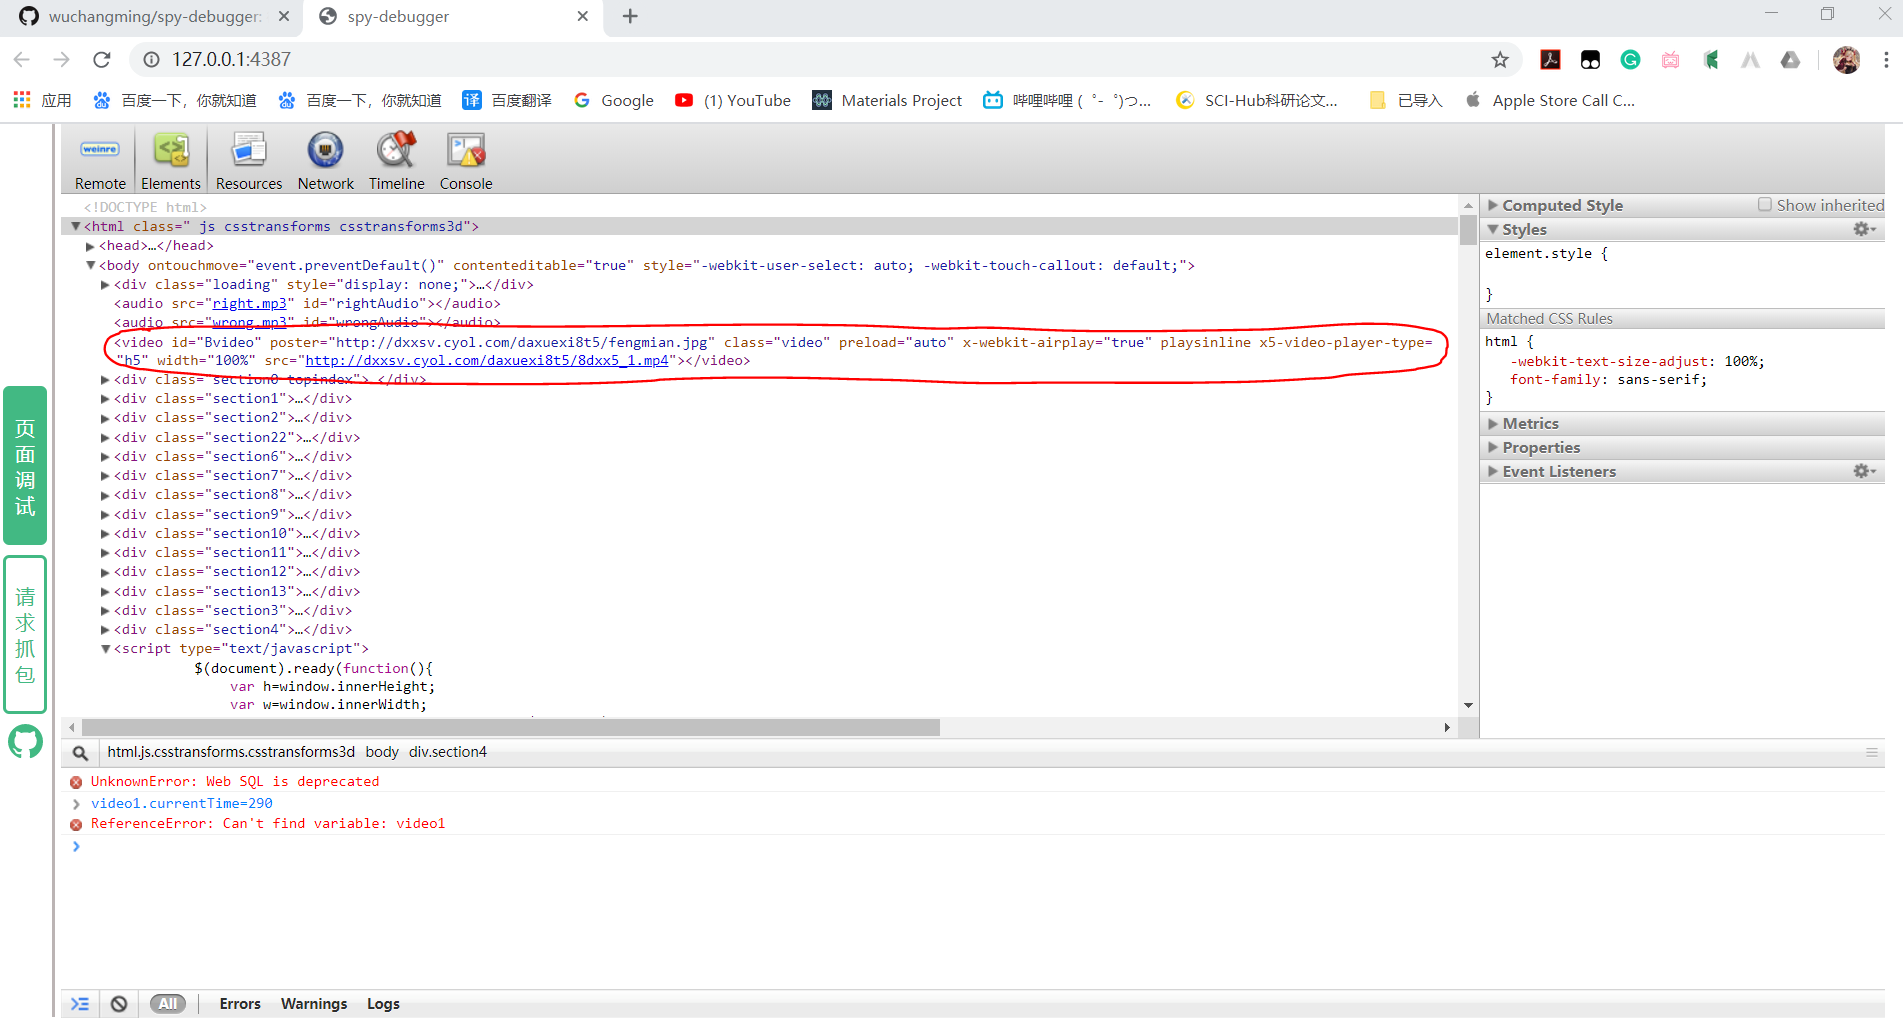 wuchangming/spy-debugger:
spy-debugger
127.0.0.1:4387
应用
百度一下，你就知道
百度一下，你就知道
百度翻译
Google
(1) YouTube
Materials Project
哔哩哔哩 (゜-゜)つ...
SCI-Hub科研论文...
已导入
Apple Store Call C...
weinre
Remote
Elements
Resources
Network
Timeline
Console
<!DOCTYPE html>
▼<html class=" js csstransforms csstransforms3d">
▶<head>…</head>
▼<body ontouchmove="event.preventDefault()" contenteditable="true" style="-webkit-user-select: auto; -webkit-touch-callout: default;">
▶<div class="loading" style="display: none;">…</div>
<audio src="right.mp3" id="rightAudio"></audio>
<audio src="wrong.mp3" id="wrongAudio"></audio>
<video id="Bvideo" poster="http://dxxsv.cyol.com/daxuexi8t5/fengmian.jpg" class="video" preload="auto" x-webkit-airplay="true" playsinline x5-video-player-type=
"h5" width="100%" src="http://dxxsv.cyol.com/daxuexi8t5/8dxx5_1.mp4"></video>
▶<div class="section0 topindex">…</div>
▶<div class="section1">…</div>
▶<div class="section2">…</div>
▶<div class="section22">…</div>
▶<div class="section6">…</div>
▶<div class="section7">…</div>
▶<div class="section8">…</div>
▶<div class="section9">…</div>
▶<div class="section10">…</div>
▶<div class="section11">…</div>
▶<div class="section12">…</div>
▶<div class="section13">…</div>
▶<div class="section3">…</div>
▶<div class="section4">…</div>
▼<script type="text/javascript">
$(document).ready(function(){
var h=window.innerHeight;
var w=window.innerWidth;
▶ Computed Style
Show inherited
▼ Styles
element.style {
}
Matched CSS Rules
html {
-webkit-text-size-adjust: 100%;
font-family: sans-serif;
}
▶ Metrics
▶ Properties
▶ Event Listeners
页面调试
请求抓包
html.js.csstransforms.csstransforms3d body div.section4
UnknownError: Web SQL is deprecated
> video1.currentTime=290
ReferenceError: Can't find variable: video1
>
All
Errors
Warnings
Logs